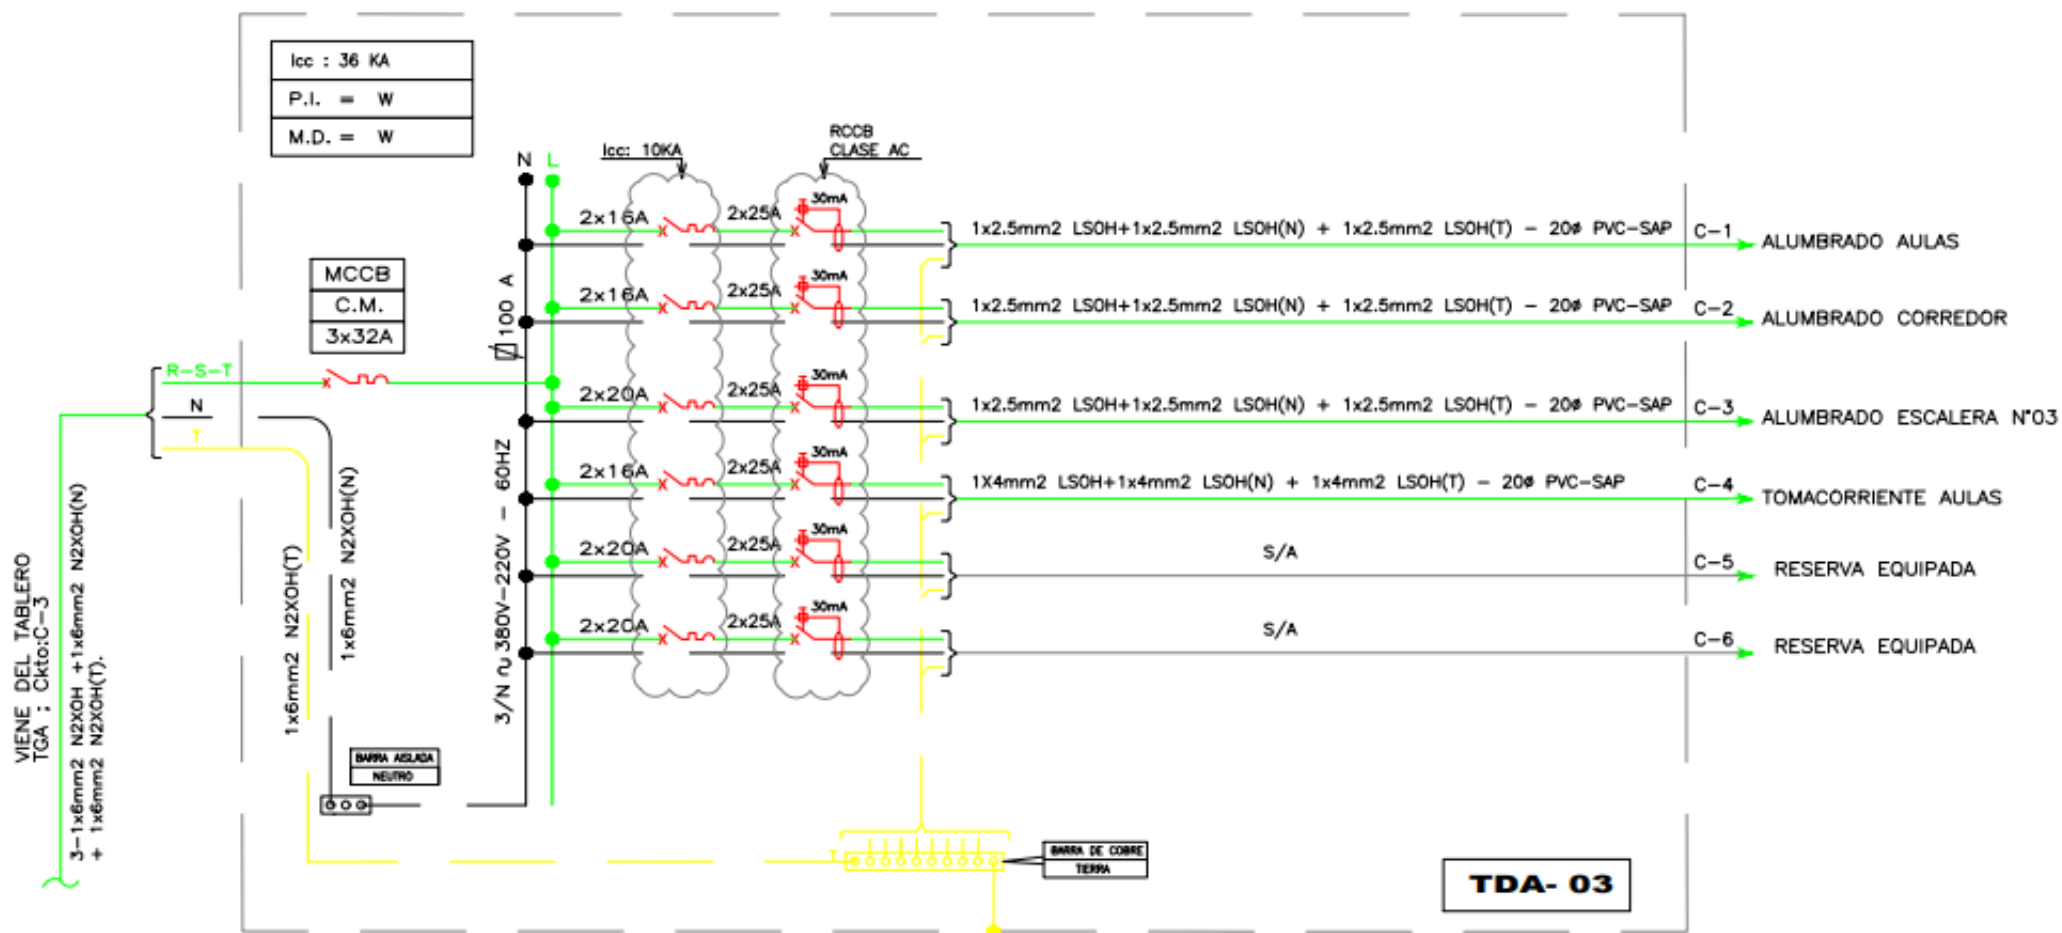 Icc : 36 KA
P.I. = W
M.D. = W
MCCB
C.M.
3x32A
R-S-T
N
T
VIENE DEL TABLERO
TGA ; Ckto:C-3
3-1x6mm2 N2XOH +1x6mm2 N2XOH(N)
+ 1x6mm2 N2XOH(T).
1x6mm2 N2XOH(T)
1x6mm2 N2XOH(N)
BARRA AISLADA
NEUTRO
N L
100 A
3/N ∿ 380V-220V - 60HZ
Icc: 10KA
RCCB
CLASE AC
2x16A 2x25A 30mA 1x2.5mm2 LSOH+1x2.5mm2 LSOH(N) + 1x2.5mm2 LSOH(T) - 20ø PVC-SAP C-1 ALUMBRADO AULAS
2x16A 2x25A 30mA 1x2.5mm2 LSOH+1x2.5mm2 LSOH(N) + 1x2.5mm2 LSOH(T) - 20ø PVC-SAP C-2 ALUMBRADO CORREDOR
2x20A 2x25A 30mA 1x2.5mm2 LSOH+1x2.5mm2 LSOH(N) + 1x2.5mm2 LSOH(T) - 20ø PVC-SAP C-3 ALUMBRADO ESCALERA N°03
2x16A 2x25A 30mA 1X4mm2 LSOH+1x4mm2 LSOH(N) + 1x4mm2 LSOH(T) - 20ø PVC-SAP C-4 TOMACORRIENTE AULAS
2x20A 2x25A 30mA S/A C-5 RESERVA EQUIPADA
2x20A 2x25A 30mA S/A C-6 RESERVA EQUIPADA
T
BARRA DE COBRE
TIERRA
TDA- 03